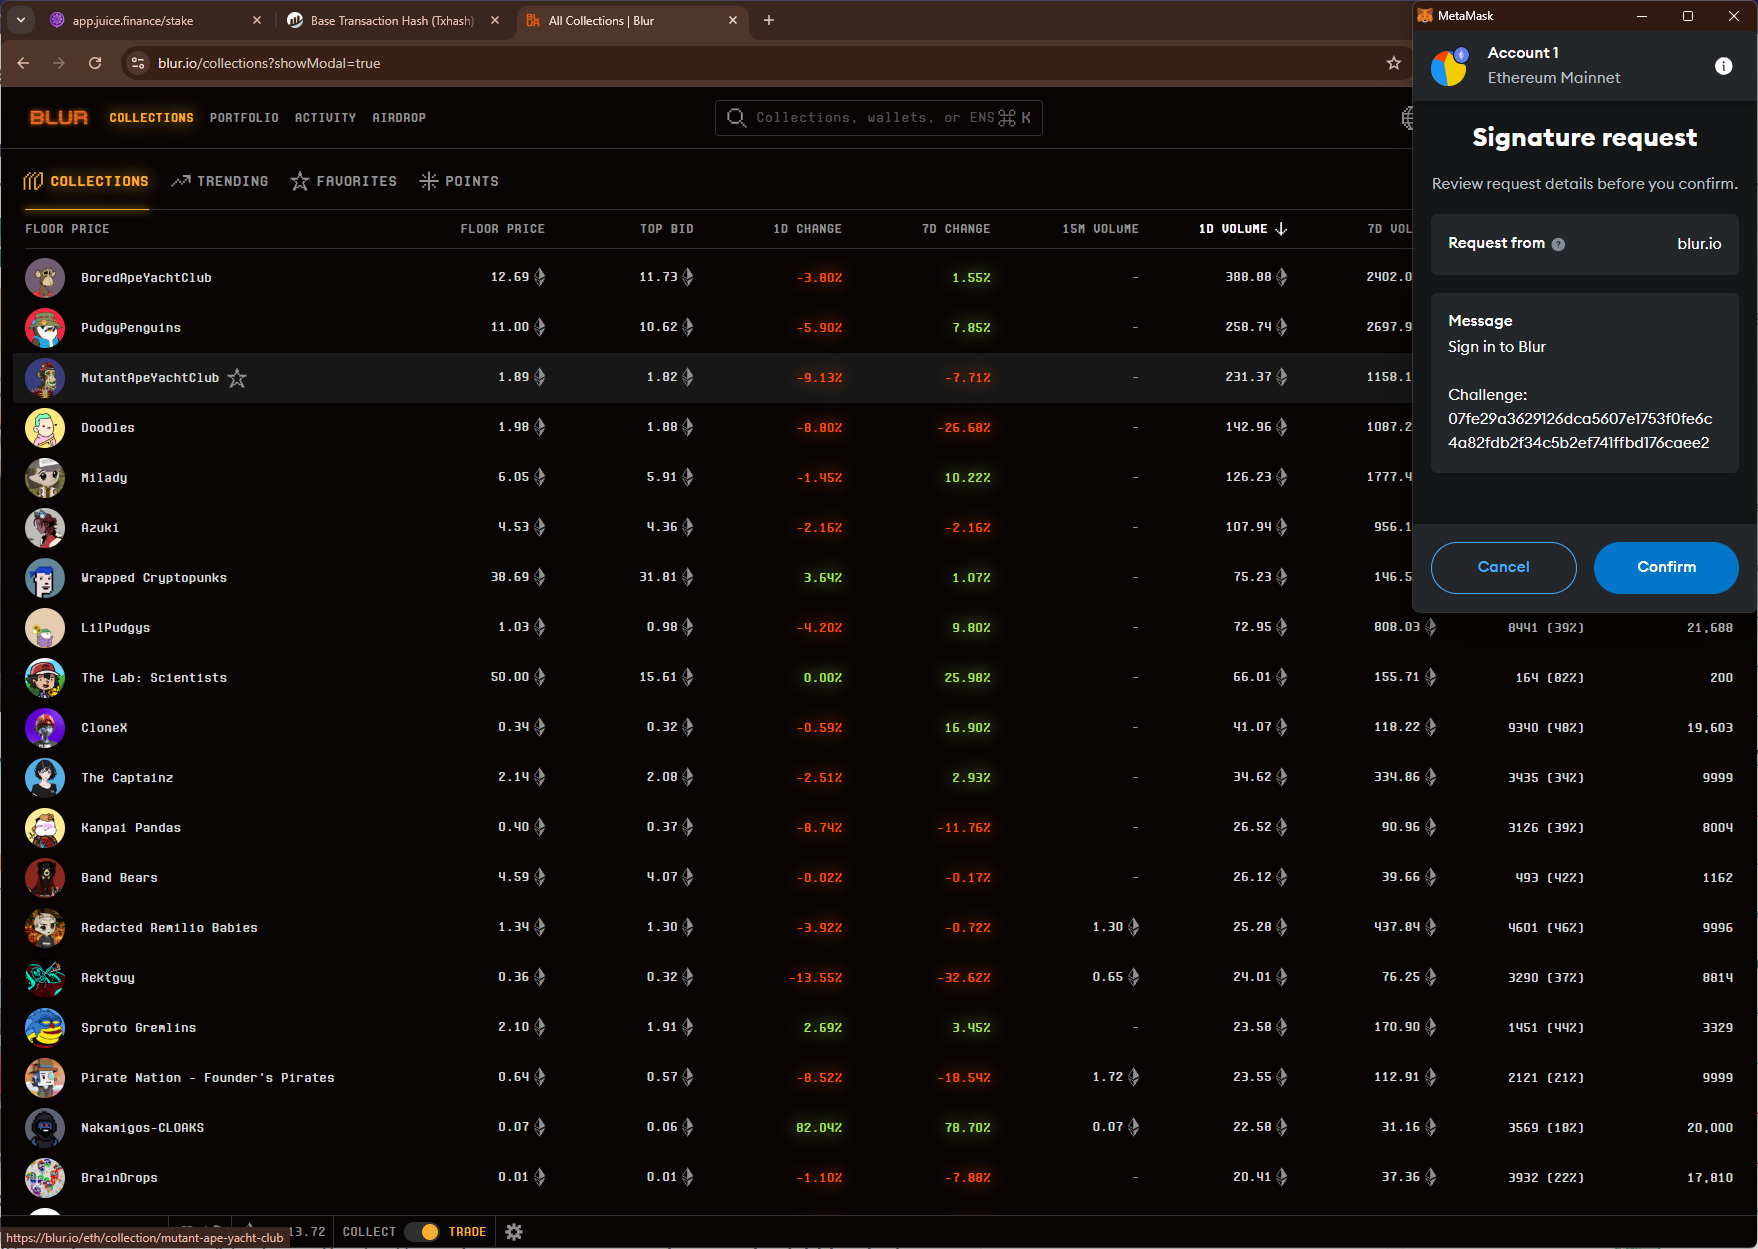 app.juice.finance/stake
Base Transaction Hash (Txhash)
All Collections | Blur
blur.io/collections?showModal=true
BLUR COLLECTIONS PORTFOLIO ACTIVITY AIRDROP
Collections, wallets, or ENS ⌘ K
COLLECTIONS TRENDING FAVORITES POINTS
FLOOR PRICE FLOOR PRICE TOP BID 1D CHANGE 7D CHANGE 15M VOLUME 1D VOLUME 7D VOL
BoredApeYachtClub 12.69 11.73 -3.80% 1.55% - 388.88 2402.0
PudgyPenguins 11.00 10.62 -5.90% 7.85% - 258.74 2697.9
MutantApeYachtClub 1.89 1.82 -9.13% -7.71% - 231.37 1158.1
Doodles 1.98 1.88 -8.80% -26.68% - 142.96 1087.2
Milady 6.05 5.91 -1.45% 10.22% - 126.23 1777.4
Azuki 4.53 4.36 -2.16% -2.16% - 107.94 956.1
Wrapped Cryptopunks 38.69 31.81 3.64% 1.07% - 75.23 146.5
LilPudgys 1.03 0.98 -4.20% 9.80% - 72.95 808.03 8441 (39%) 21,688
The Lab: Scientists 50.00 15.61 0.00% 25.98% - 66.01 155.71 164 (82%) 200
CloneX 0.34 0.32 -0.59% 16.90% - 41.07 118.22 9340 (48%) 19,603
The Captainz 2.14 2.08 -2.51% 2.93% - 34.62 334.86 3435 (34%) 9999
Kanpai Pandas 0.40 0.37 -8.74% -11.76% - 26.52 90.96 3126 (39%) 8004
Band Bears 4.59 4.07 -0.02% -0.17% - 26.12 39.66 493 (42%) 1162
Redacted Remilio Babies 1.34 1.30 -3.92% -0.72% 1.30 25.28 437.84 4601 (46%) 9996
Rektguy 0.36 0.32 -13.55% -32.62% 0.65 24.01 76.25 3290 (37%) 8814
Sproto Gremlins 2.10 1.91 2.69% 3.45% - 23.58 170.90 1451 (44%) 3329
Pirate Nation - Founder's Pirates 0.64 0.57 -8.52% -18.54% 1.72 23.55 112.91 2121 (21%) 9999
Nakamigos-CLOAKS 0.07 0.06 82.04% 78.70% 0.07 22.58 31.16 3569 (18%) 20,000
BrainDrops 0.01 0.01 -1.10% -7.88% - 20.41 37.36 3932 (22%) 17,810
13.72 COLLECT TRADE
https://blur.io/eth/collection/mutant-ape-yacht-club
MetaMask
Account 1
Ethereum Mainnet
Signature request
Review request details before you confirm.
Request from blur.io
Message
Sign in to Blur
Challenge:
07fe29a3629126dca5607e1753f0fe6c
4a82fdb2f34c5b2ef741ffbd176caee2
Cancel Confirm